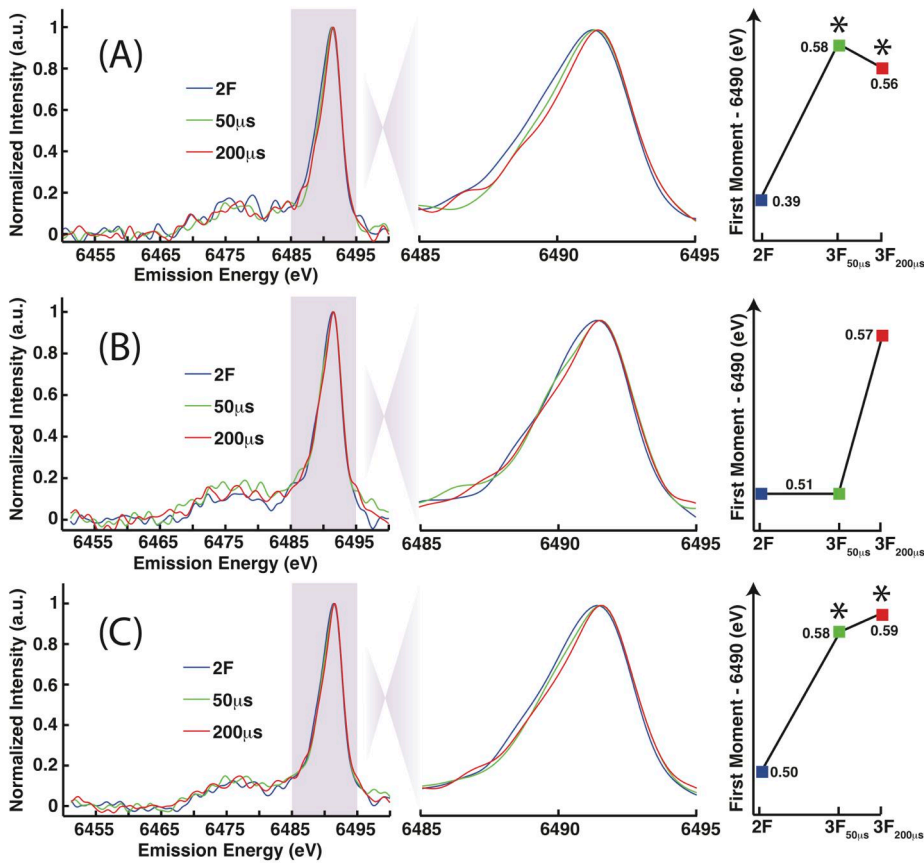 (A)
Normalized Intensity (a.u.)
1
0.8
0.6
0.4
0.2
0
2F
50µs
200µs
6455 6465 6475 6485 6495
Emission Energy (eV)
6485 6490 6495
First Moment - 6490 (eV)
0.39
0.58
*
0.56
*
2F 3F50µs 3F200µs
(B)
Normalized Intensity (a.u.)
1
0.8
0.6
0.4
0.2
0
2F
50µs
200µs
6455 6465 6475 6485 6495
Emission Energy (eV)
6485 6490 6495
First Moment - 6490 (eV)
0.51
0.57
2F 3F50µs 3F200µs
(C)
Normalized Intensity (a.u.)
1
0.8
0.6
0.4
0.2
0
2F
50µs
200µs
6455 6465 6475 6485 6495
Emission Energy (eV)
6485 6490 6495
First Moment - 6490 (eV)
0.50
0.58
*
0.59
*
2F 3F50µs 3F200µs